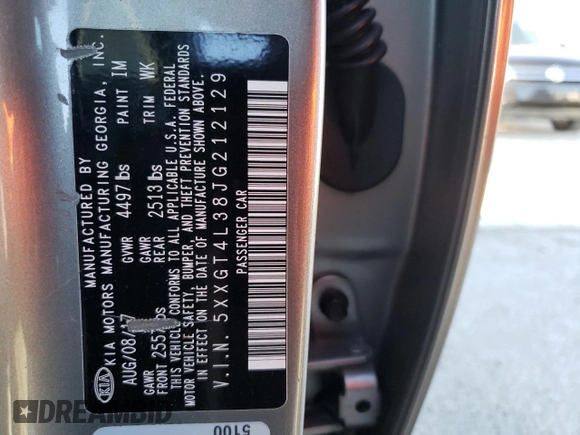 MANUFACTURED BY
KIA MOTORS MANUFACTURING GEORGIA, INC.
AUG/08/17 GVWR 4497 lbs PAINT IM
GAWR FRONT 2557 lbs GAWR REAR 2513 lbs TRIM WK
THIS VEHICLE CONFORMS TO ALL APPLICABLE U.S.A. FEDERAL
MOTOR VEHICLE SAFETY, BUMPER, AND THEFT PREVENTION STANDARDS
IN EFFECT ON THE DATE OF MANUFACTURE SHOWN ABOVE.
V.I.N. 5XXGT4L38JG212129
PASSENGER CAR
KIA
5100
DREAMBID